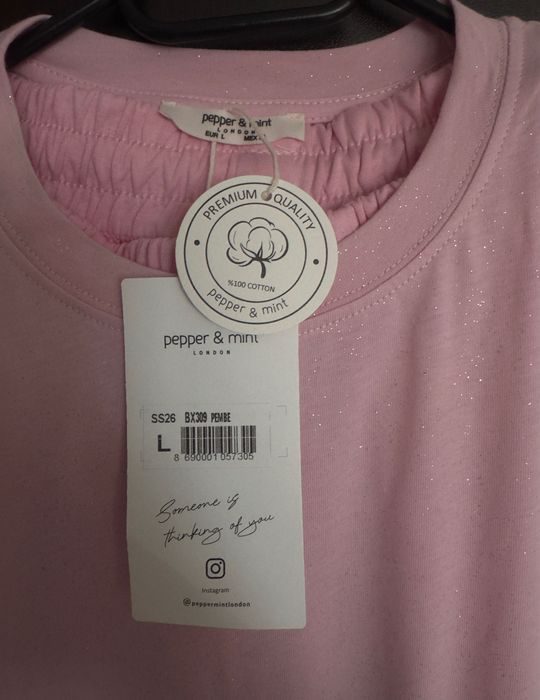 pepper & mint
LONDON
EUR L MEX
PREMIUM QUALITY
%100 COTTON
pepper & mint
pepper & mint
LONDON
SS26 BX309 PEMBE
L
8 690001 057305
Someone is
thinking of you
Instagram
@peppermintlondon